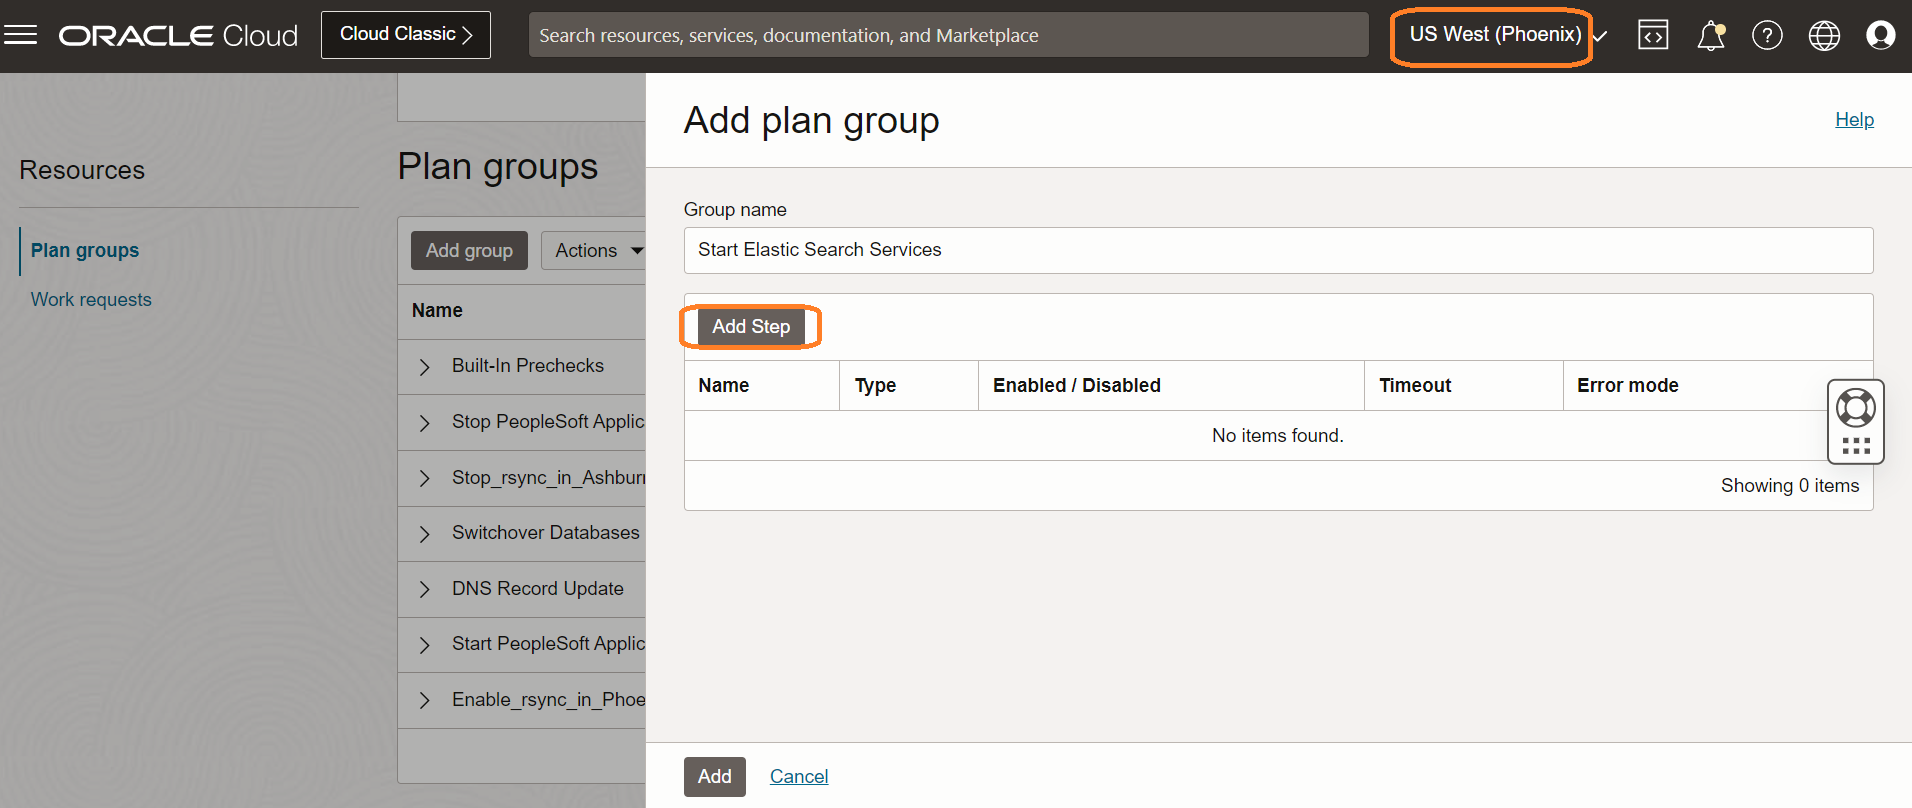 ORACLE Cloud
Cloud Classic
Search resources, services, documentation, and Marketplace
US West (Phoenix)
Resources
Plan groups
Work requests
Plan groups
Add group
Actions
Name
Built-In Prechecks
Stop PeopleSoft Applic
Stop_rsync_in_Ashbur
Switchover Databases
DNS Record Update
Start PeopleSoft Applic
Enable_rsync_in_Phoe
Add plan group
Help
Group name
Start Elastic Search Services
Add Step
Name Type Enabled / Disabled Timeout Error mode
No items found.
Showing 0 items
Add
Cancel